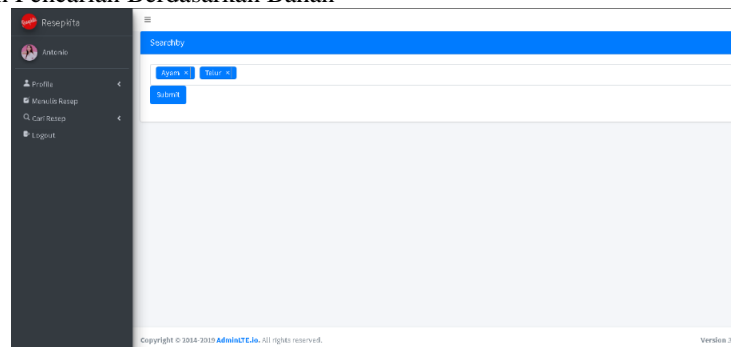 Pencarian Berdasarkan Bahan
Resepkita
Antonio
Profile
Menulis Resep
Cari Resep
Logout
Searchby
Ayam ×
Telur ×
Submit
Copyright © 2014-2019 AdminLTE.io. All rights reserved.
Version